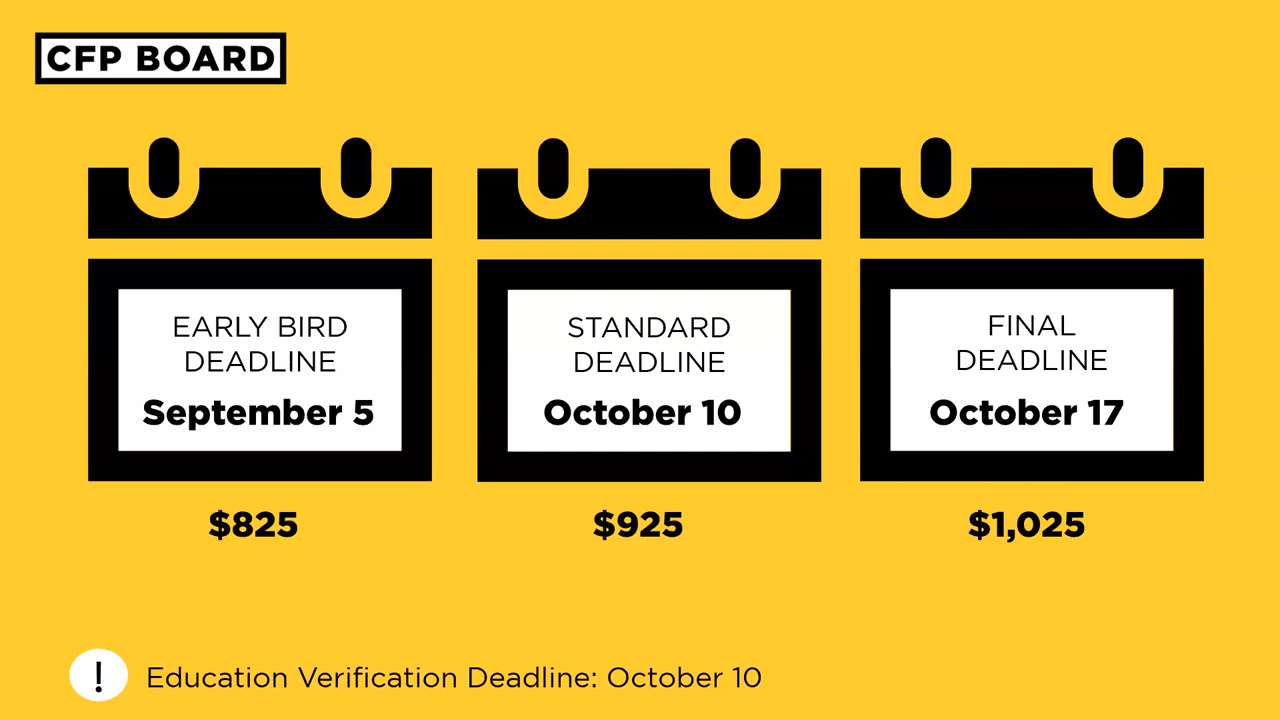 CFP BOARD
EARLY BIRD
DEADLINE
September 5
$825
STANDARD
DEADLINE
October 10
$925
FINAL
DEADLINE
October 17
$1,025
! Education Verification Deadline: October 10